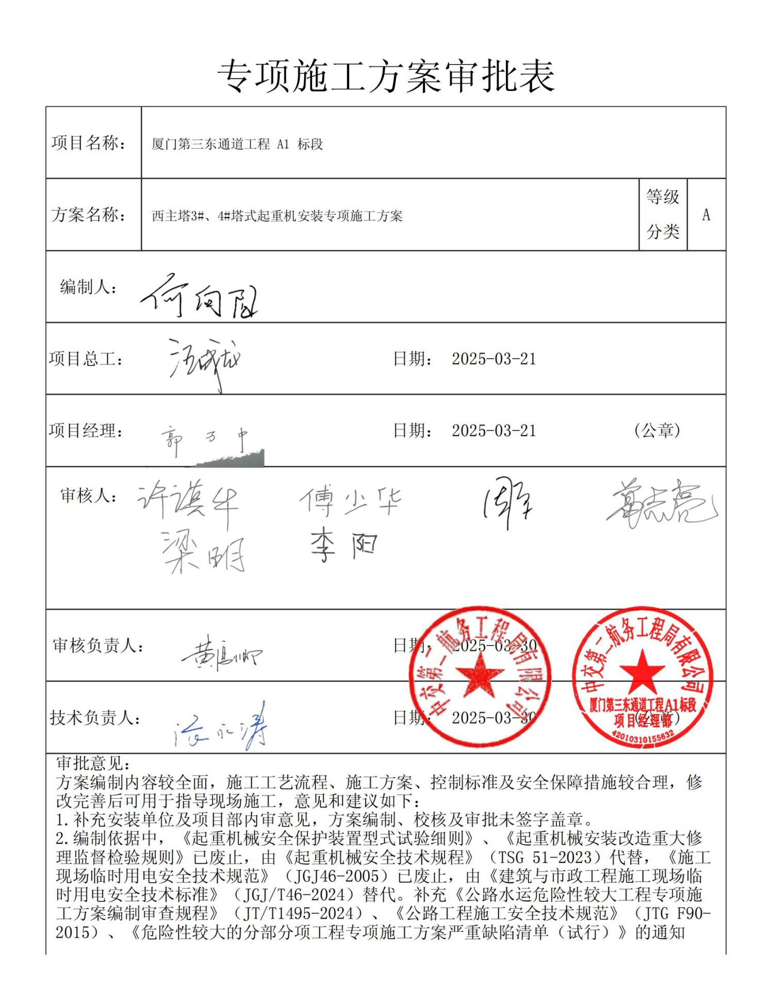 专项施工方案审批表
项目名称： 厦门第三东通道工程 A1 标段
方案名称： 西主塔3#、4#塔式起重机安装专项施工方案 等级分类 A
编制人： 何向阳
项目总工： 汪成龙 日期： 2025-03-21
项目经理： 郭万中 日期： 2025-03-21 (公章)
审核人： 许谟华 傅少华 葛志亮
梁明 李阳
审核负责人： 日期： 2025-03-30
技术负责人： 张永涛 日期： 2025-03-30 (公章)
中交第二航务工程局有限公司
中交第二航务工程局有限公司
厦门第三东通道工程A1标段
项目经理部
42010310155632
审批意见：
方案编制内容较全面，施工工艺流程、施工方案、控制标准及安全保障措施较合理，修
改完善后可用于指导现场施工，意见和建议如下：
1.补充安装单位及项目部内审意见，方案编制、校核及审批未签字盖章。
2.编制依据中，《起重机械安全保护装置型式试验细则》、《起重机械安装改造重大修
理监督检验规则》已废止，由《起重机械安全技术规程》（TSG 51-2023）代替，《施工
现场临时用电安全技术规范》（JGJ46-2005）已废止，由《建筑与市政工程施工现场临
时用电安全技术标准》（JGJ/T46-2024）替代。补充《公路水运危险性较大工程专项施
工方案编制审查规程》（JT/T1495-2024）、《公路工程施工安全技术规范》（JTG F90-
2015）、《危险性较大的分部分项工程专项施工方案严重缺陷清单（试行）》的通知